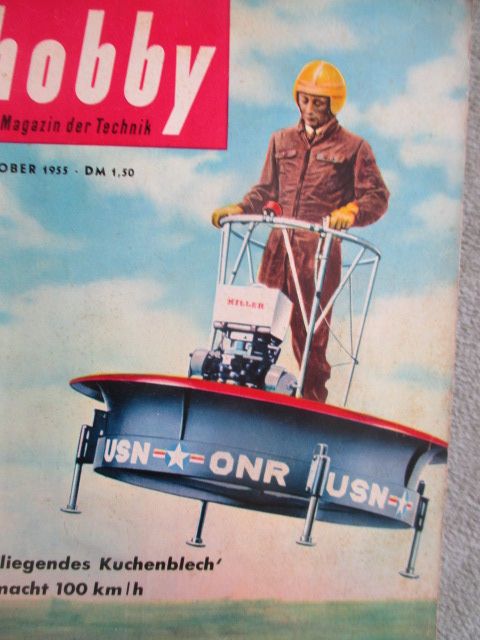 hobby
Magazin der Technik
OBER 1955 · DM 1,50
HILLER
USN ★ ONR USN ★
liegendes Kuchenblech'
macht 100 km/h